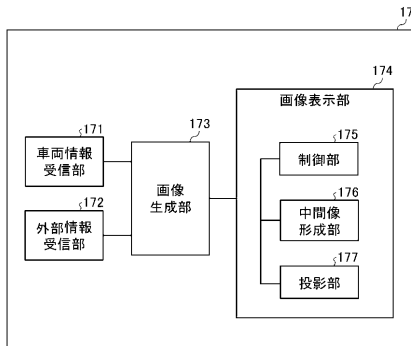 174
画像表示部
171
車両情報
受信部
173
画像
生成部
175
制御部
172
外部情報
受信部
176
中間像
形成部
177
投影部